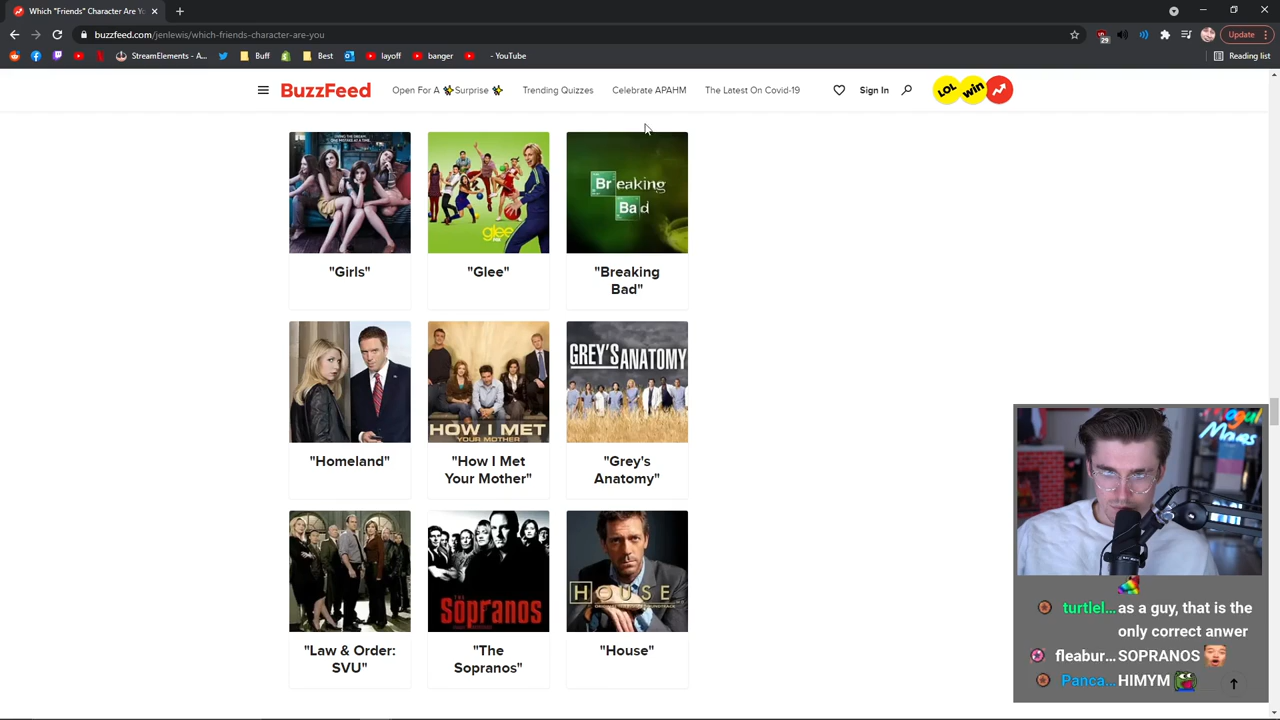 Which "Friends" Character Are Yo
buzzfeed.com/jenlewis/which-friends-character-are-you
29
Update
StreamElements - A...
Buff
Best
layoff
banger
- YouTube
Reading list
BuzzFeed
Open For A ✨Surprise ✨
Trending Quizzes
Celebrate APAHM
The Latest On Covid-19
Sign In
LOL
win
glee
Breaking
Bad
"Girls"
"Glee"
"Breaking
Bad"
HOW I MET
YOUR MOTHER
GREY'S ANATOMY
"Homeland"
"How I Met
Your Mother"
"Grey's
Anatomy"
THE
Sopranos
HOUSE
"Law & Order:
SVU"
"The
Sopranos"
"House"
turtlel... as a guy, that is the
only correct anwer
fleabur... SOPRANOS
Panca... HIMYM